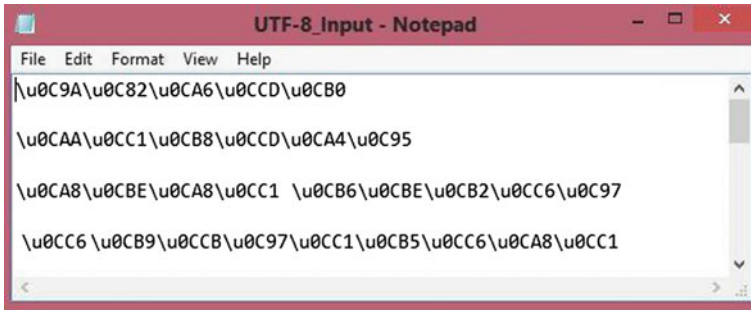 UTF-8_Input - Notepad
File Edit Format View Help
\u0C9A\u0C82\u0CA6\u0CCD\u0CB0
\u0CAA\u0CC1\u0CB8\u0CCD\u0CA4\u0C95
\u0CA8\u0CBE\u0CA8\u0CC1 \u0CB6\u0CBE\u0CB2\u0CC6\u0C97
\u0CC6 \u0CB9\u0CCB\u0C97\u0CC1\u0CB5\u0CC6\u0CA8\u0CC1